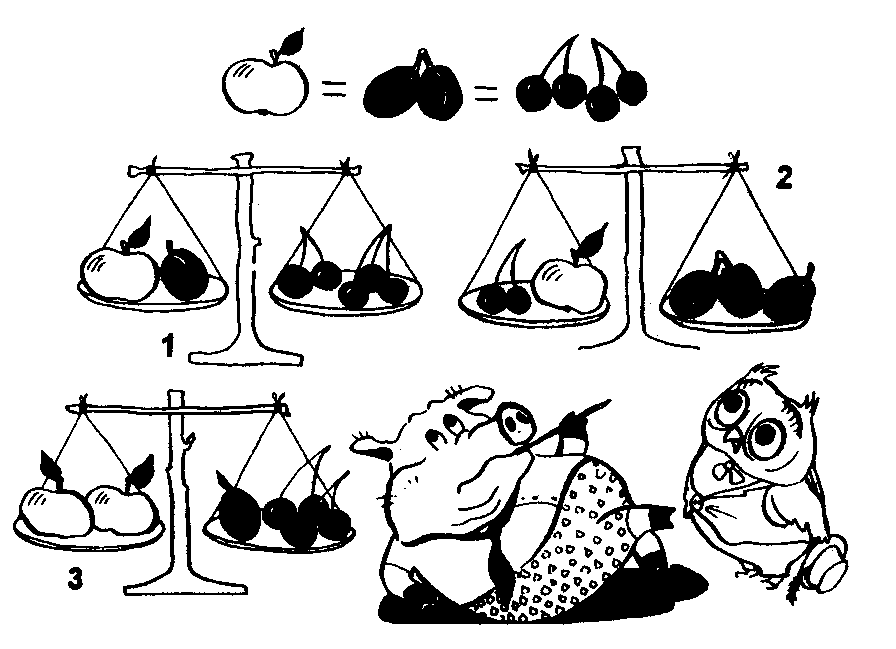 = =
2
1
3